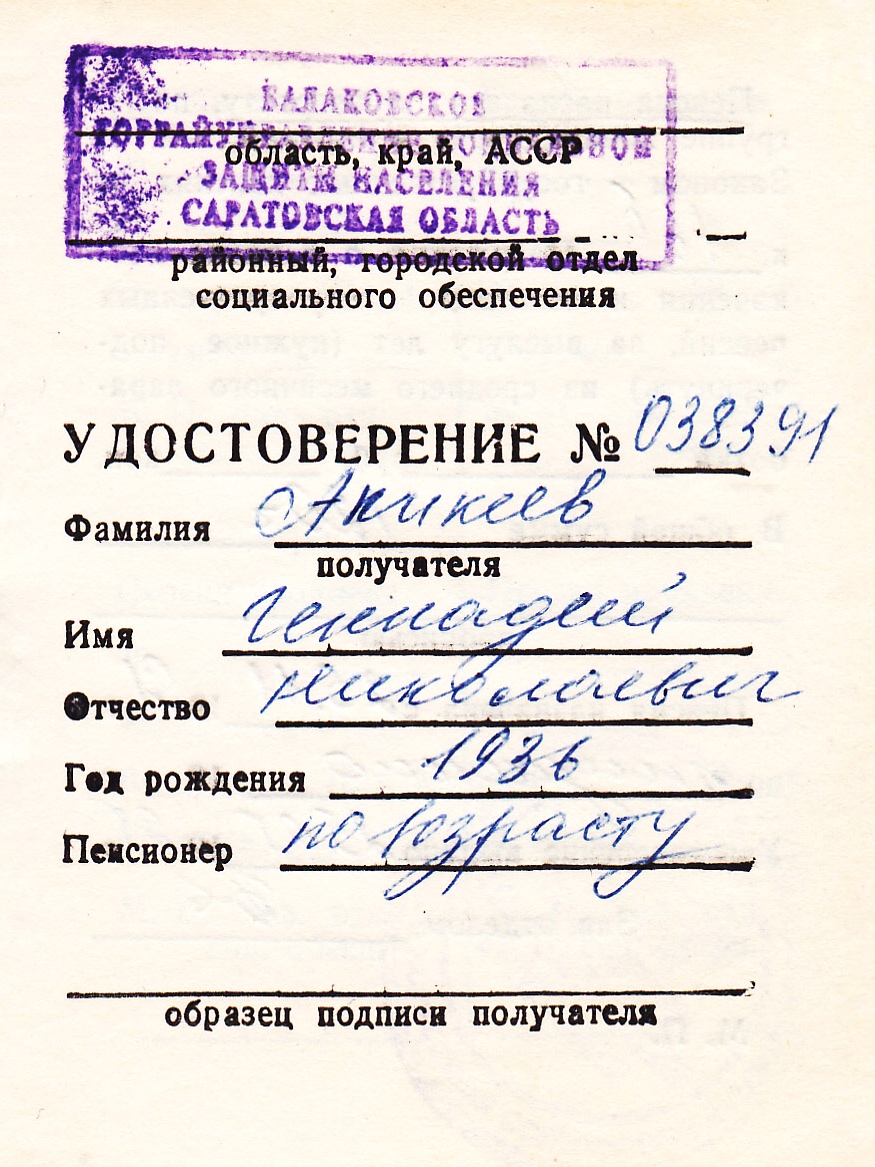 БАЛАКОВСКОЕ
ГОРРАЙУПРАВЛЕНИЕ СОЦИАЛЬНОЙ
область, край, АССР
ЗАЩИТЫ НАСЕЛЕНИЯ
САРАТОВСКАЯ ОБЛАСТЬ
районный, городской отдел
социального обеспечения
УДОСТОВЕРЕНИЕ № 038391
Фамилия Аникеев
получателя
Имя Геннадий
Отчество Николаевич
Год рождения 1936
Пенсионер по возрасту
образец подписи получателя
М. П.